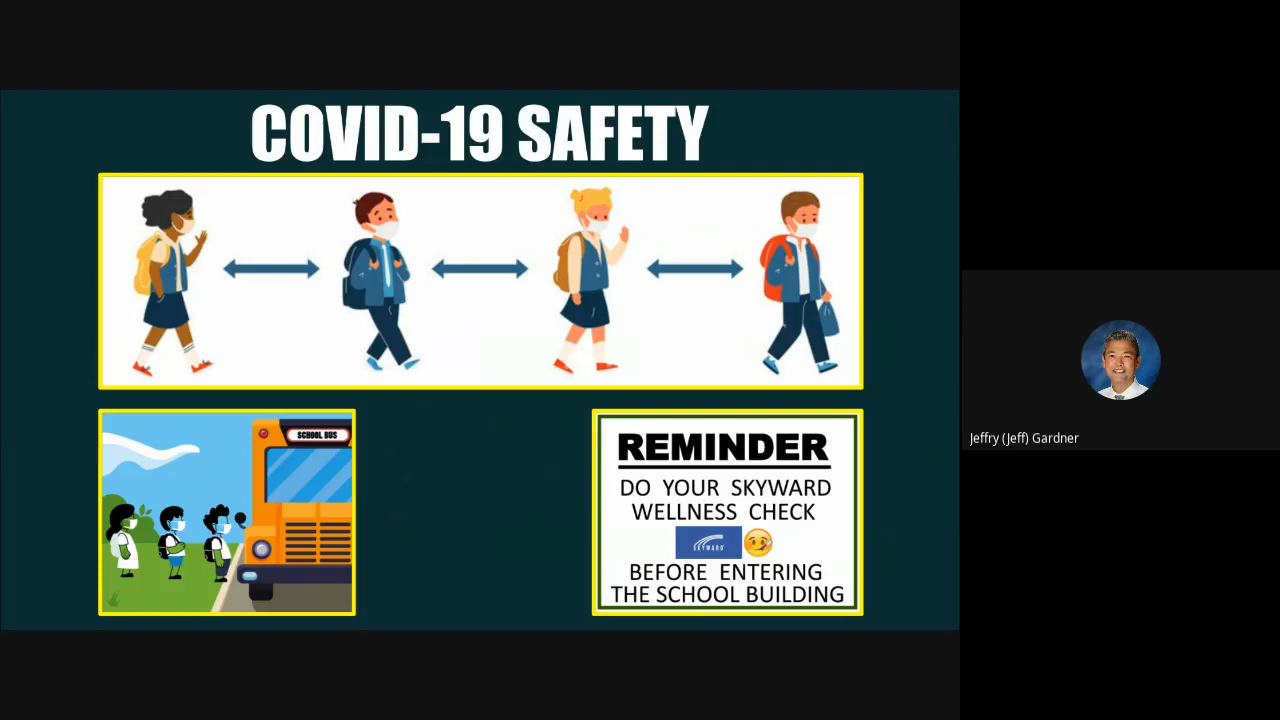 COVID-19 SAFETY
SCHOOL BUS
REMINDER
DO YOUR SKYWARD
WELLNESS CHECK
SKYWARD
BEFORE ENTERING
THE SCHOOL BUILDING
Jeffry (Jeff) Gardner